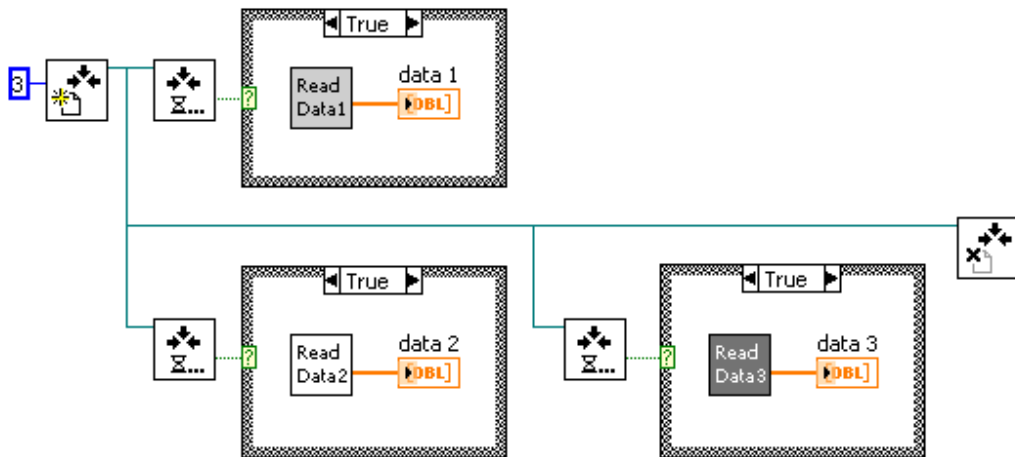 True
3
data 1
Read
Data1
DBL]
True
True
data 2
Read
Data2
DBL]
data 3
Read
Data3
DBL]